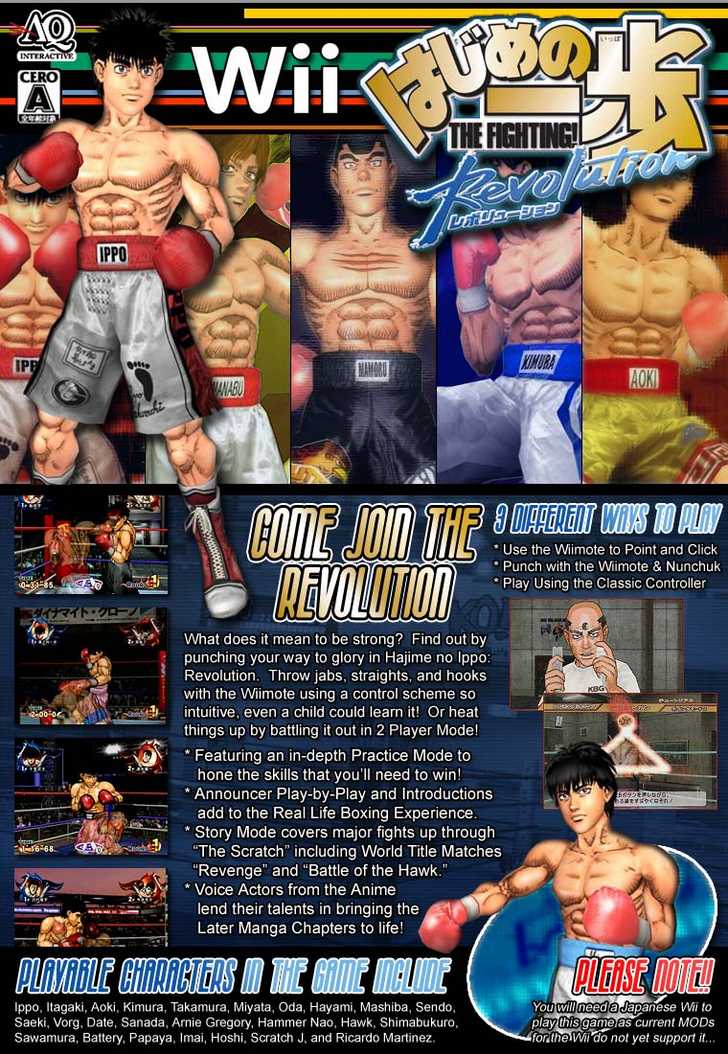 AQ
INTERACTIVE
CERO
A
全年齢対象
Wii
はじめの一歩
いっぽ
THE FIGHTING!
Revolution
レボリューション
IPPO
MANABU
MAMORU
KIMURA
AOKI
COME JOIN THE
REVOLUTION
What does it mean to be strong? Find out by
punching your way to glory in Hajime no Ippo:
Revolution. Throw jabs, straights, and hooks
with the Wiimote using a control scheme so
intuitive, even a child could learn it! Or heat
things up by battling it out in 2 Player Mode!
* Featuring an in-depth Practice Mode to
hone the skills that you'll need to win!
* Announcer Play-by-Play and Introductions
add to the Real Life Boxing Experience.
* Story Mode covers major fights up through
“The Scratch” including World Title Matches
“Revenge” and “Battle of the Hawk.”
* Voice Actors from the Anime
lend their talents in bringing the
Later Manga Chapters to life!
3 DIFFERENT WAYS TO PLAY
* Use the Wiimote to Point and Click
* Punch with the Wiimote & Nunchuk
* Play Using the Classic Controller
KBG
PLAYABLE CHARACTERS IN THE GAME INCLUDE
Ippo, Itagaki, Aoki, Kimura, Takamura, Miyata, Oda, Hayami, Mashiba, Sendo,
Saeki, Vorg, Date, Sanada, Arnie Gregory, Hammer Nao, Hawk, Shimabukuro,
Sawamura, Battery, Papaya, Imai, Hoshi, Scratch J, and Ricardo Martinez.
PLEASE NOTE!!
You will need a Japanese Wii to
play this game as current MODs
for the Wii do not yet support it...